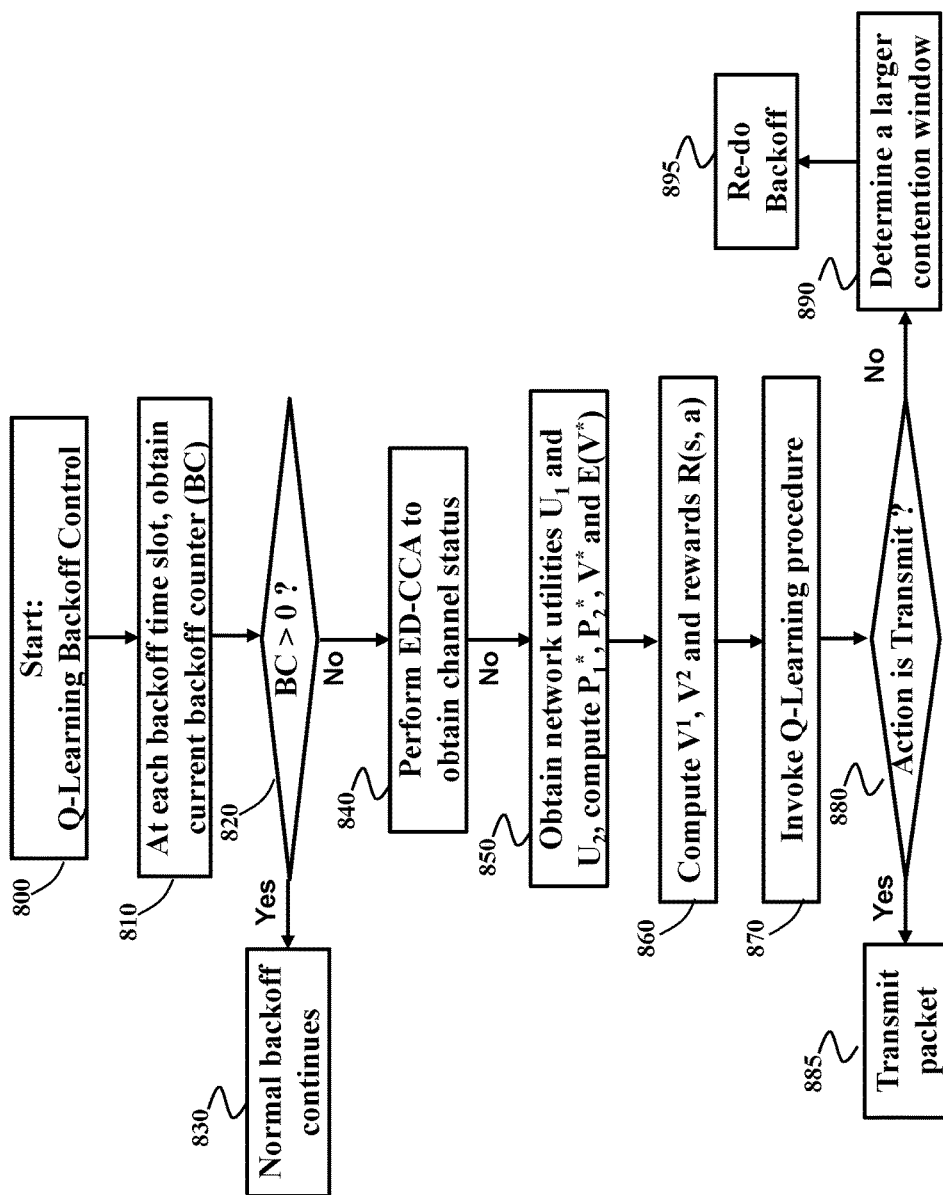 800
Start:
Q-Learning Backoff Control
810
At each backoff time slot, obtain
current backoff counter (BC)
820
BC > 0 ?
Yes
830
Normal backoff
continues
No
840
Perform ED-CCA to
obtain channel status
No
850
Obtain network utilities U₁ and
U₂, compute P₁*, P₂*, V* and E(V*)
860
Compute V¹, V² and rewards R(s, a)
870
Invoke Q-Learning procedure
880
Action is Transmit ?
Yes
885
Transmit
packet
No
890
Determine a larger
contention window
895
Re-do
Backoff